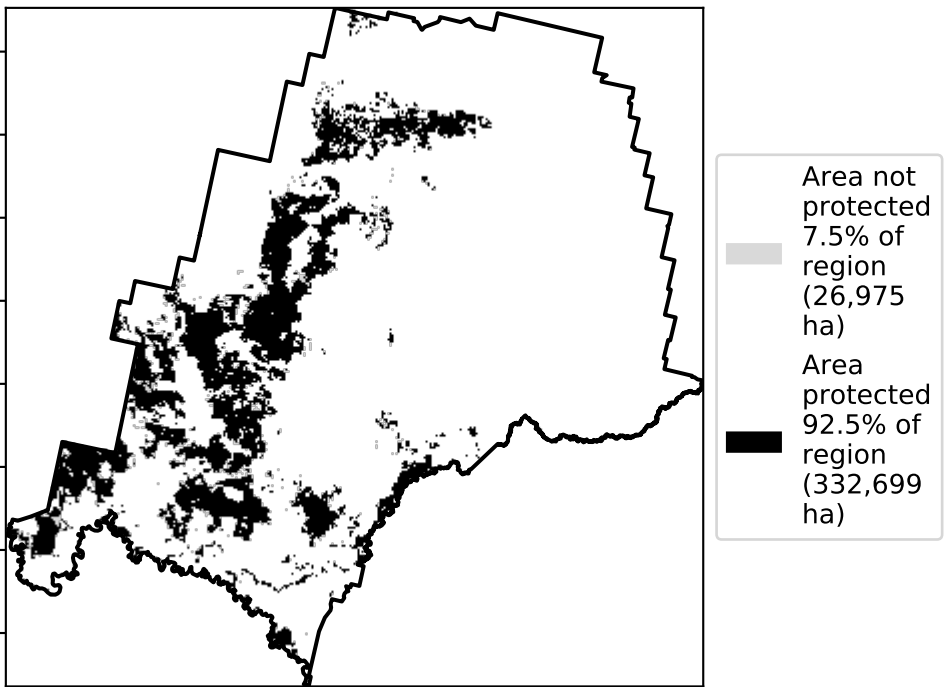 Area not
protected
7.5% of
region
(26,975
ha)
Area
protected
92.5% of
region
(332,699
ha)